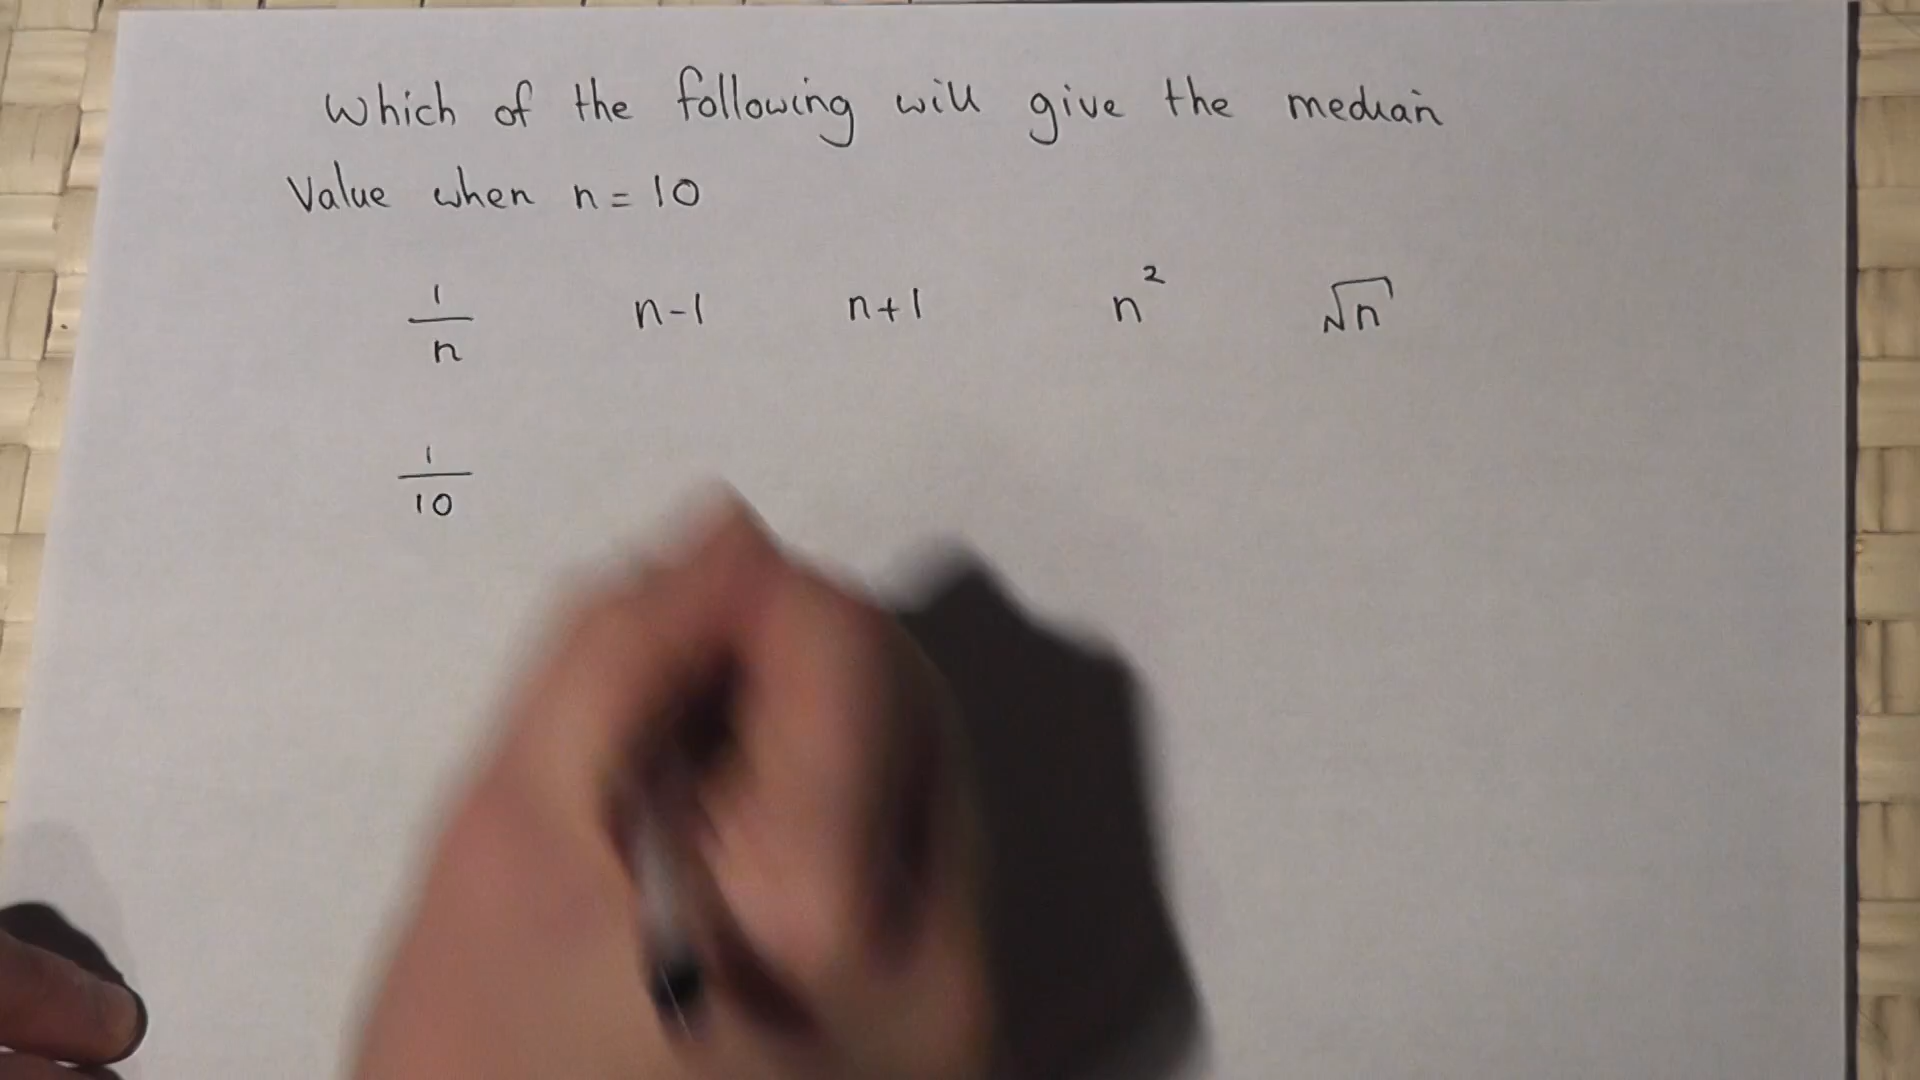 Which of the following will give the median
Value when n = 10
1/n n-1 n+1 n² √n
1/10